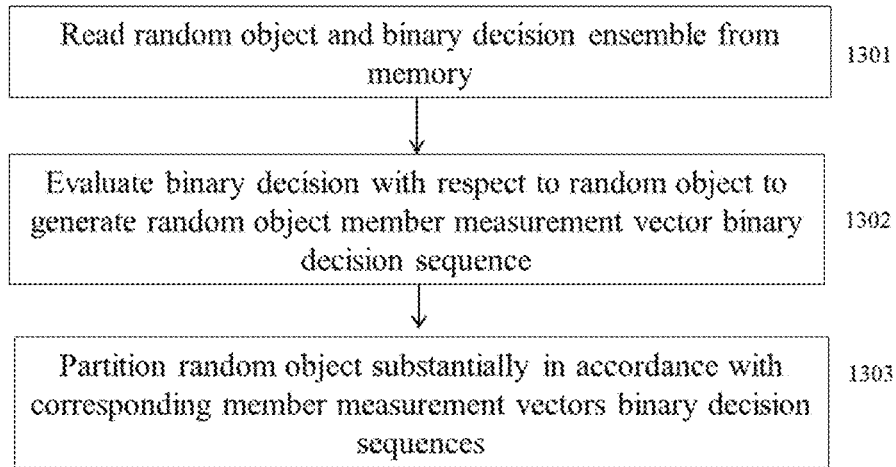 Read random object and binary decision ensemble from
memory
1301
Evaluate binary decision with respect to random object to
generate random object member measurement vector binary
decision sequence
1302
Partition random object substantially in accordance with
corresponding member measurement vectors binary decision
sequences
1303